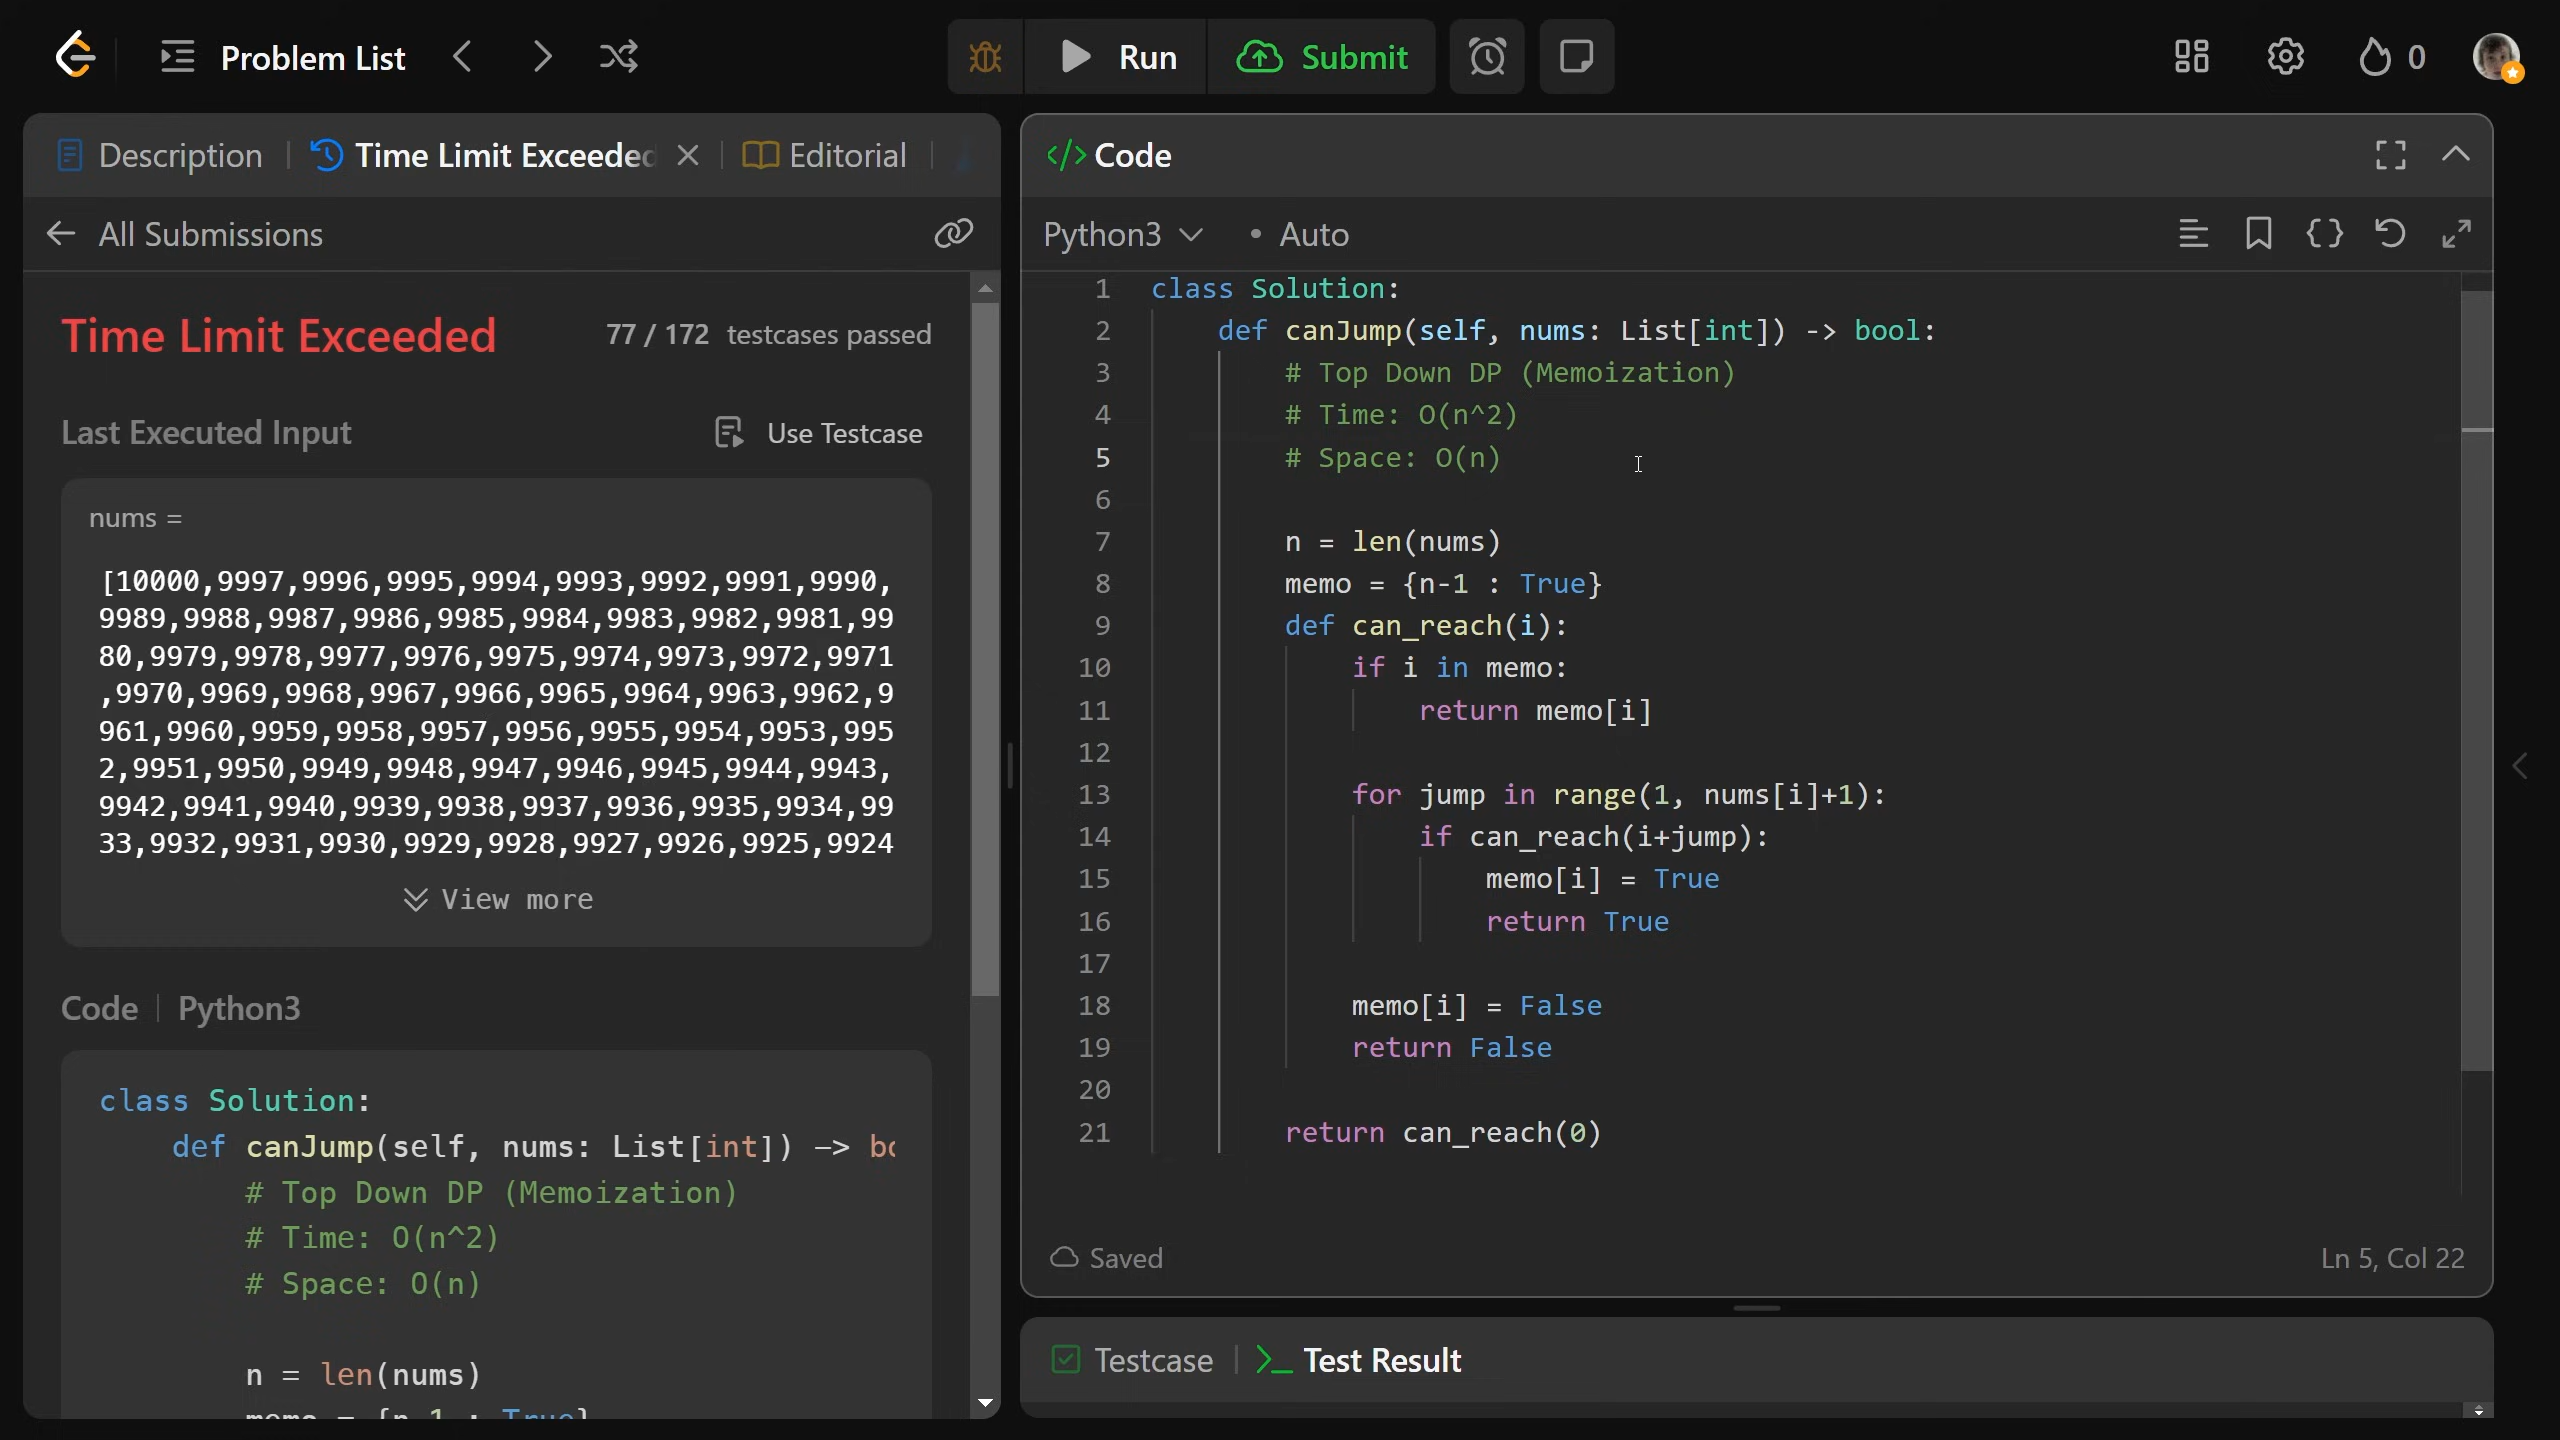 Problem List
Run
Submit
0
Description
Time Limit Exceeded
Editorial
All Submissions
Time Limit Exceeded
77 / 172 testcases passed
Last Executed Input
Use Testcase
nums =
[10000,9997,9996,9995,9994,9993,9992,9991,9990,
9989,9988,9987,9986,9985,9984,9983,9982,9981,99
80,9979,9978,9977,9976,9975,9974,9973,9972,9971
,9970,9969,9968,9967,9966,9965,9964,9963,9962,9
961,9960,9959,9958,9957,9956,9955,9954,9953,995
2,9951,9950,9949,9948,9947,9946,9945,9944,9943,
9942,9941,9940,9939,9938,9937,9936,9935,9934,99
33,9932,9931,9930,9929,9928,9927,9926,9925,9924
View more
Code | Python3
class Solution:
def canJump(self, nums: List[int]) -> bo
# Top Down DP (Memoization)
# Time: O(n^2)
# Space: O(n)
n = len(nums)
memo = {n-1 : True}
</> Code
Python3
• Auto
1 class Solution:
2 def canJump(self, nums: List[int]) -> bool:
3 # Top Down DP (Memoization)
4 # Time: O(n^2)
5 # Space: O(n)
6
7 n = len(nums)
8 memo = {n-1 : True}
9 def can_reach(i):
10 if i in memo:
11 return memo[i]
12
13 for jump in range(1, nums[i]+1):
14 if can_reach(i+jump):
15 memo[i] = True
16 return True
17
18 memo[i] = False
19 return False
20
21 return can_reach(0)
Saved
Ln 5, Col 22
Testcase
Test Result